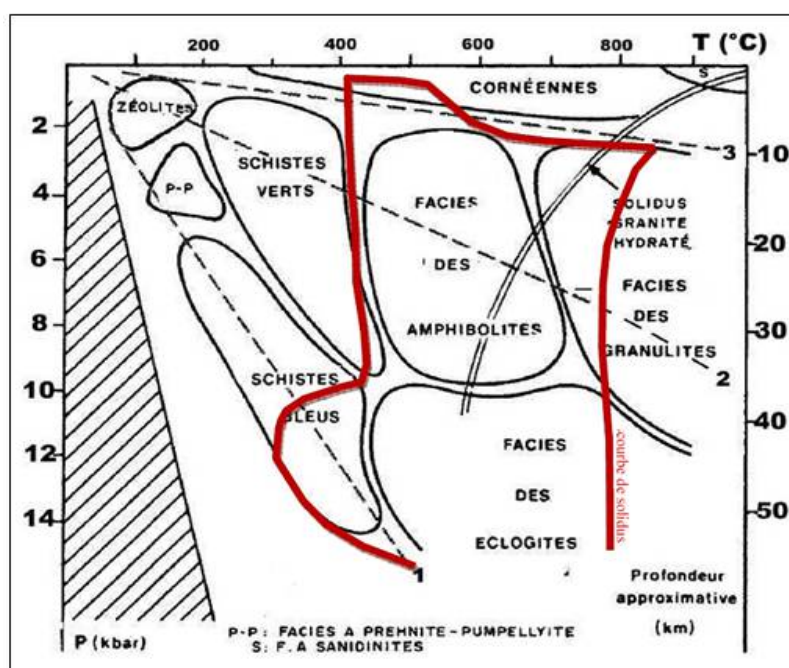 200 400 600 800 T (°C)
S
CORNÉENNES
ZÉOLITES
2
3
10
SCHISTES
VERTS
P-P
4
FACIES
SOLIDUS
GRANITE
HYDRATÉ
20
6
DES
FACIES
8
AMPHIBOLITES
DES
30
GRANULITES
2
10
SCHISTES
BLEUS
40
12
FACIES
courbe de solidus
DES
14
50
ECLOGITES
1
Profondeur
approximative
(km)
P (kbar)
P-P: FACIÉS A PREHNITE-PUMPELLYITE
S: F.A SANIDINITES